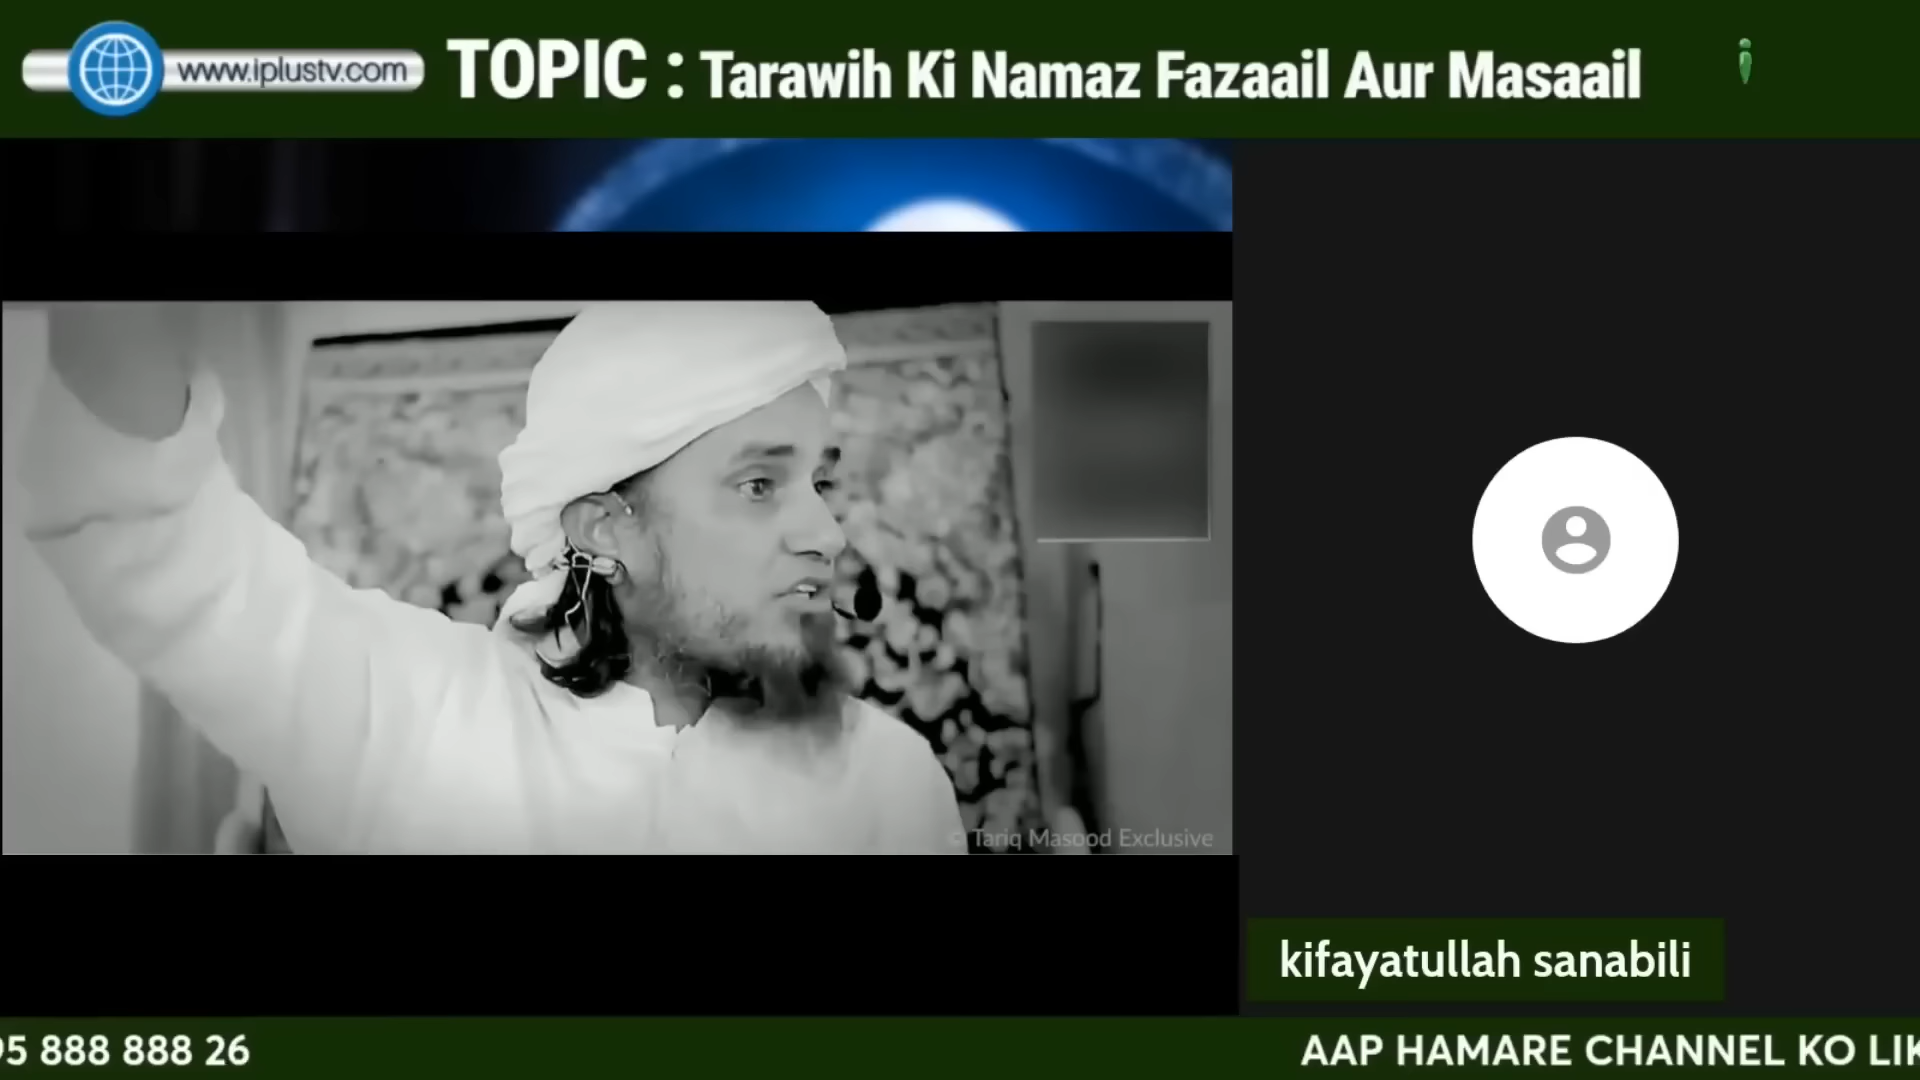 www.iplustv.com
TOPIC : Tarawih Ki Namaz Fazaail Aur Masaail
© Tariq Masood Exclusive
kifayatullah sanabili
95 888 888 26
AAP HAMARE CHANNEL KO LIK